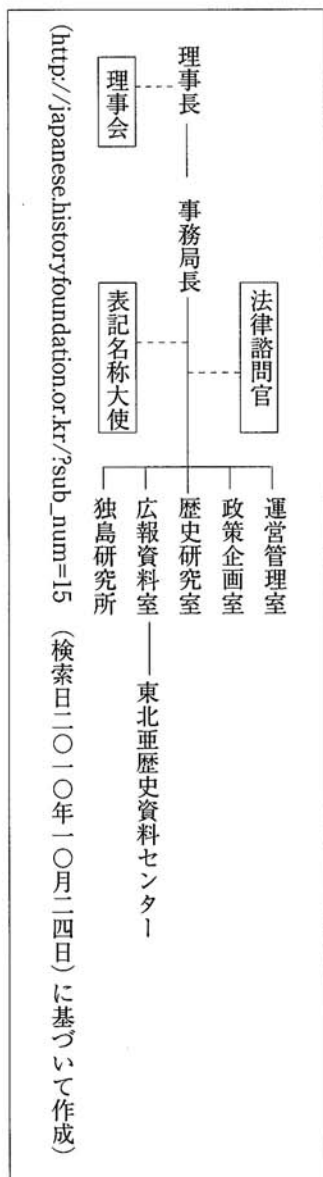 理事長
理事会
事務局長
法律諮問官
表記名称大使
運営管理室
政策企画室
歴史研究室
広報資料室
東北亜歴史資料センター
独島研究所
(http://japanese.historyfoundation.or.kr/?sub_num=15 (検索日二〇一〇年一〇月二四日)に基づいて作成)